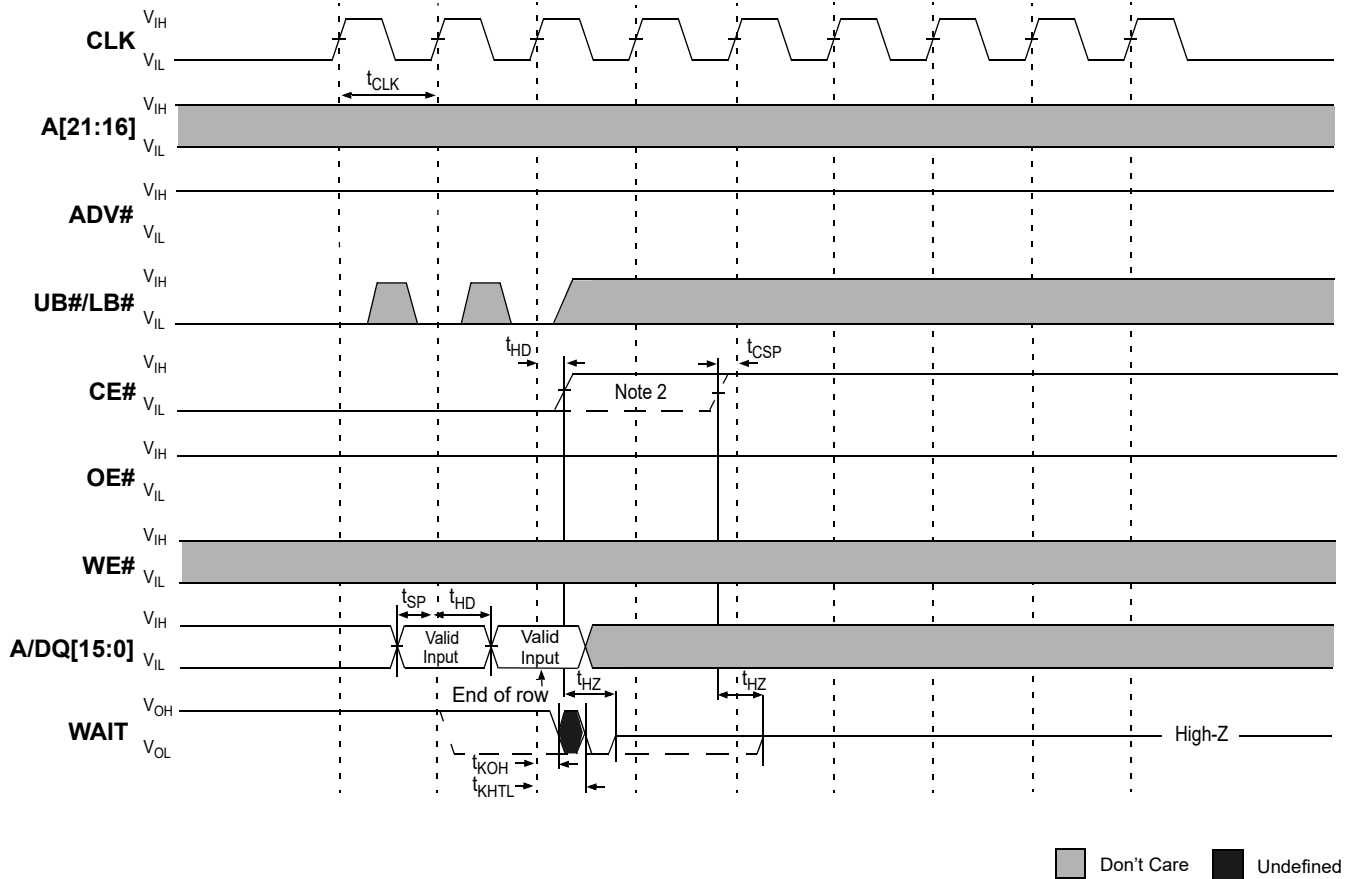 CLK V_IH
V_IL
t_CLK
A[21:16] V_IH
V_IL
ADV# V_IH
V_IL
UB#/LB# V_IH
V_IL
t_HD
t_CSP
CE# V_IH
V_IL
Note 2
OE# V_IH
V_IL
WE# V_IH
V_IL
t_SP t_HD
A/DQ[15:0] V_IH
V_IL
Valid
Input
Valid
Input
End of row
t_HZ
t_HZ
WAIT V_OH
V_OL
High-Z
t_KOH
t_KHTL
Don't Care
Undefined